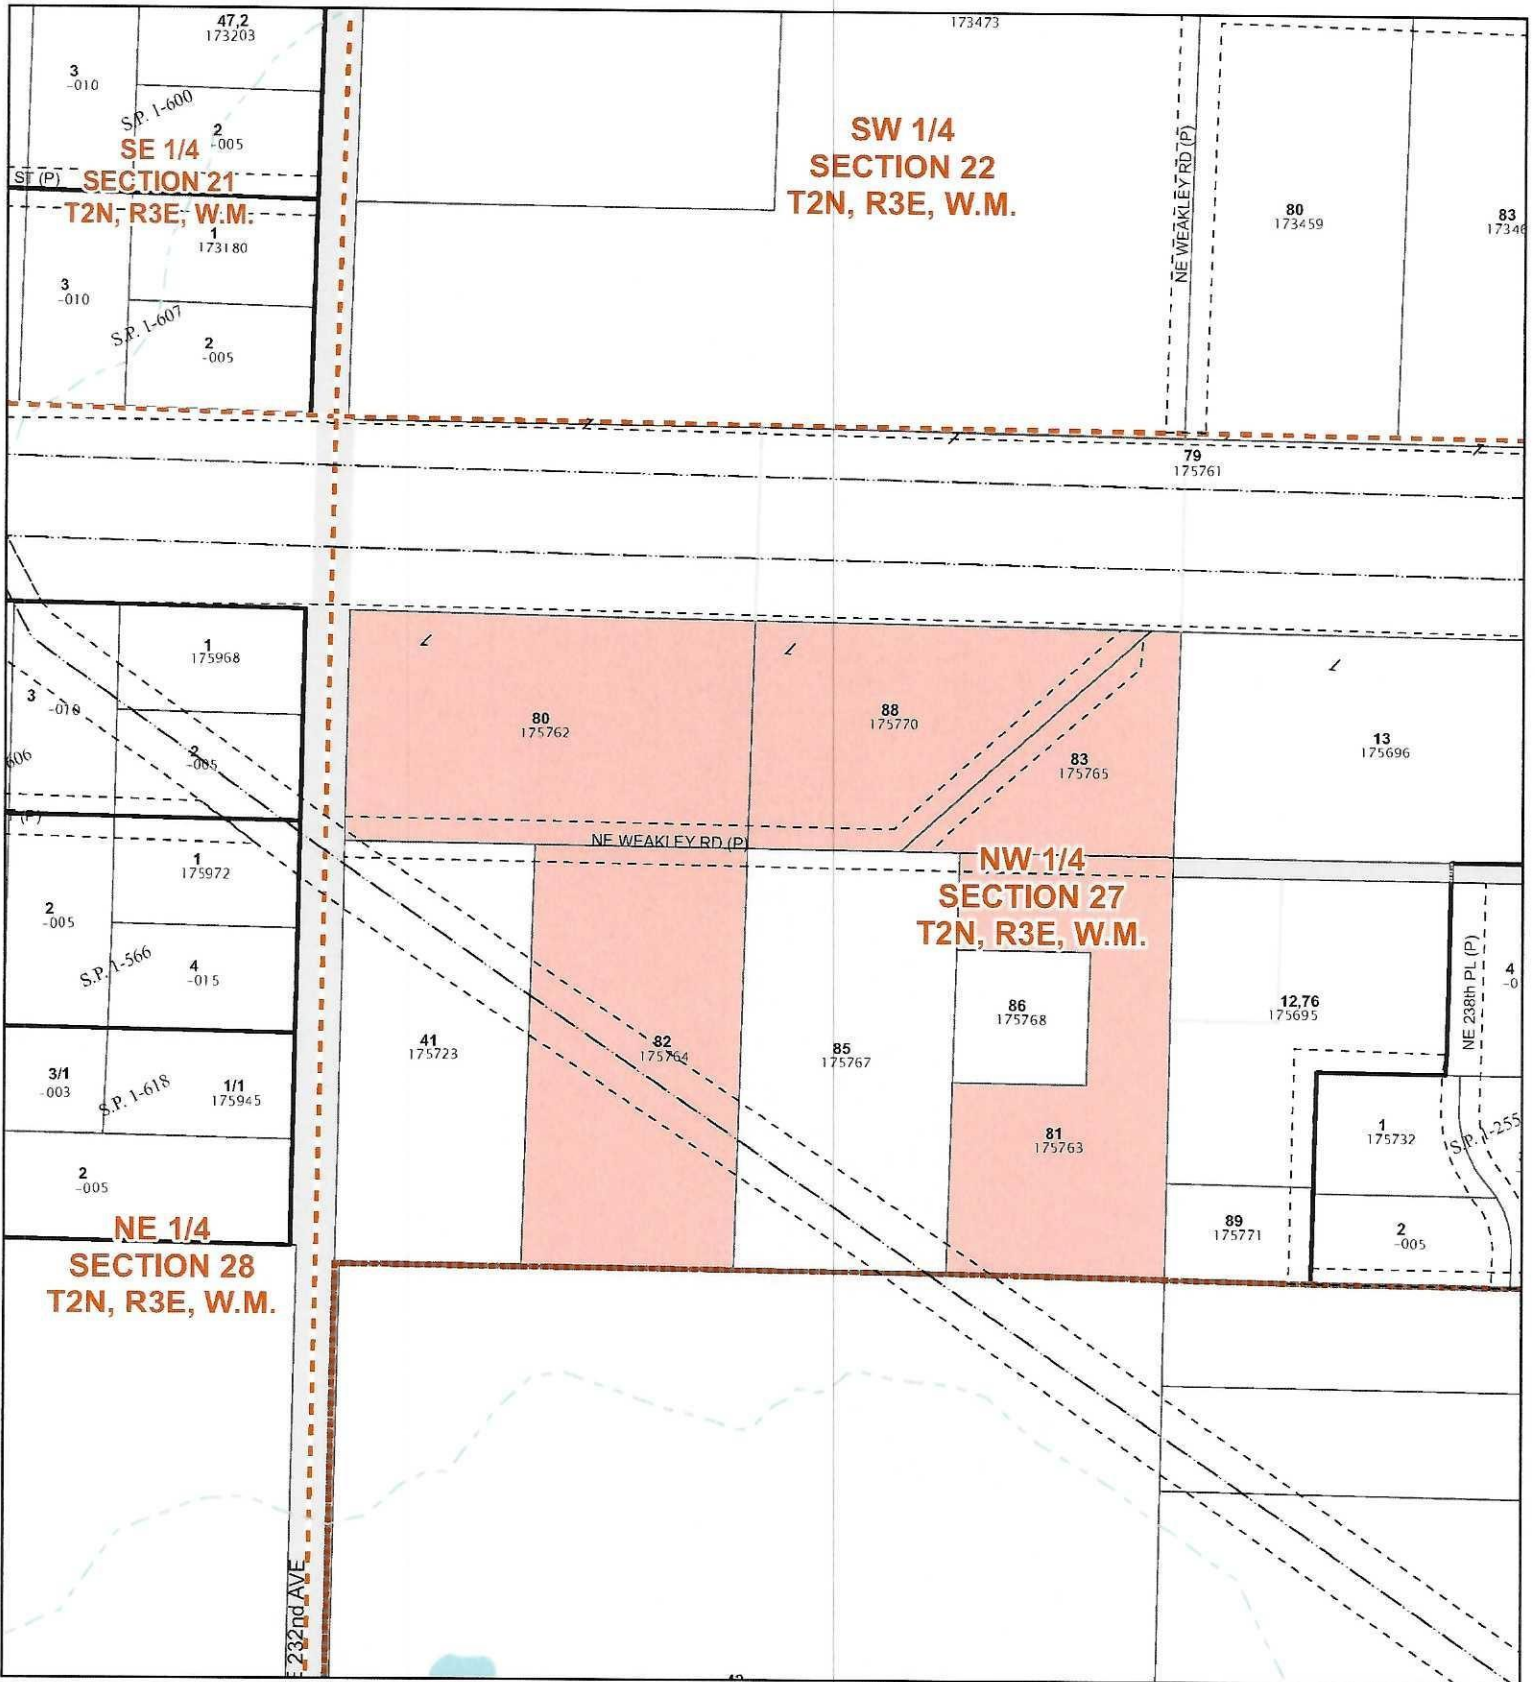 47,2
173203
173473
3
-010
S.P. 1-600
2
-005
SE 1/4
SECTION 21
T2N, R3E, W.M.
ST (P)
SW 1/4
SECTION 22
T2N, R3E, W.M.
NE WEAKLEY RD (P)
80
173459
83
1
173180
3
-010
S.P. 1-607
2
-005
79
175761
1
175968
3
-010
2
-005
606
(P)
80
175762
88
175770
83
175765
13
175696
NE WEAKLEY RD (P)
NW 1/4
SECTION 27
T2N, R3E, W.M.
1
175972
2
-005
S.P. 1-566
4
-015
41
175723
82
175764
85
175767
86
175768
12,76
175695
NE 238th PL (P)
4
-0
3/1
-003
S.P. 1-618
1/1
175945
81
175763
1
175732
S.P. 1-255
2
-005
89
175771
2
-005
NE 1/4
SECTION 28
T2N, R3E, W.M.
232nd AVE